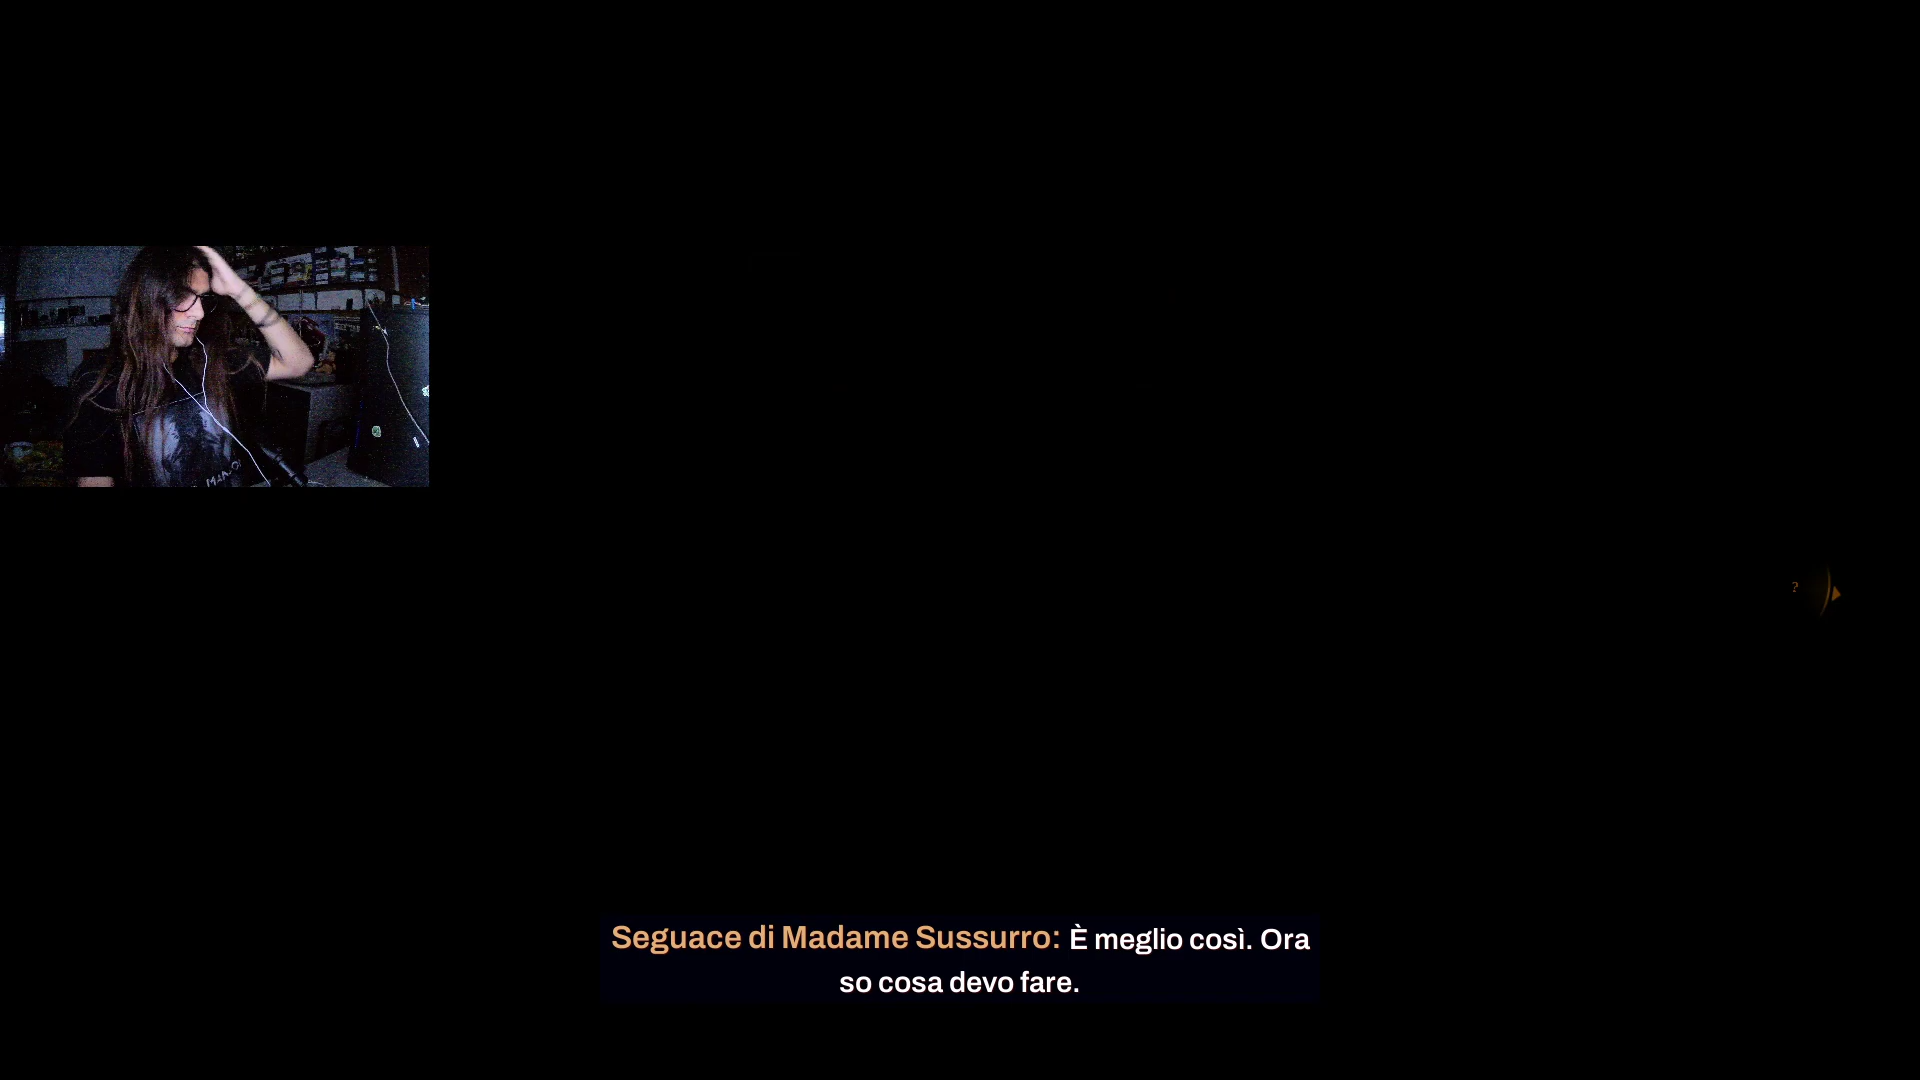 ?
Seguace di Madame Sussurro: È meglio così. Ora
so cosa devo fare.